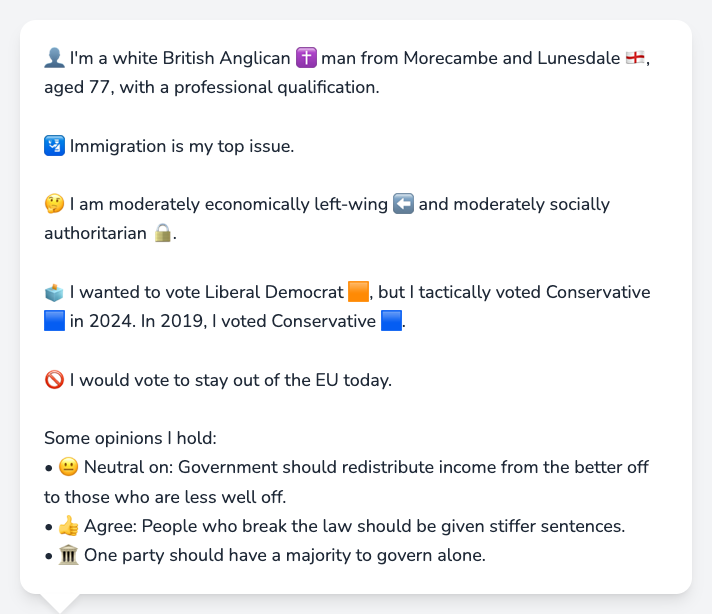 👤 I'm a white British Anglican ✝️ man from Morecambe and Lunesdale 🏴󠁧󠁢󠁥󠁮󠁧󠁿,
aged 77, with a professional qualification.
🛂 Immigration is my top issue.
🤔 I am moderately economically left-wing ⬅️ and moderately socially
authoritarian 🔒.
🗳️ I wanted to vote Liberal Democrat 🟧, but I tactically voted Conservative
🟦 in 2024. In 2019, I voted Conservative 🟦.
🚫 I would vote to stay out of the EU today.
Some opinions I hold:
• 😐 Neutral on: Government should redistribute income from the better off
to those who are less well off.
• 👍 Agree: People who break the law should be given stiffer sentences.
• 🏛️ One party should have a majority to govern alone.